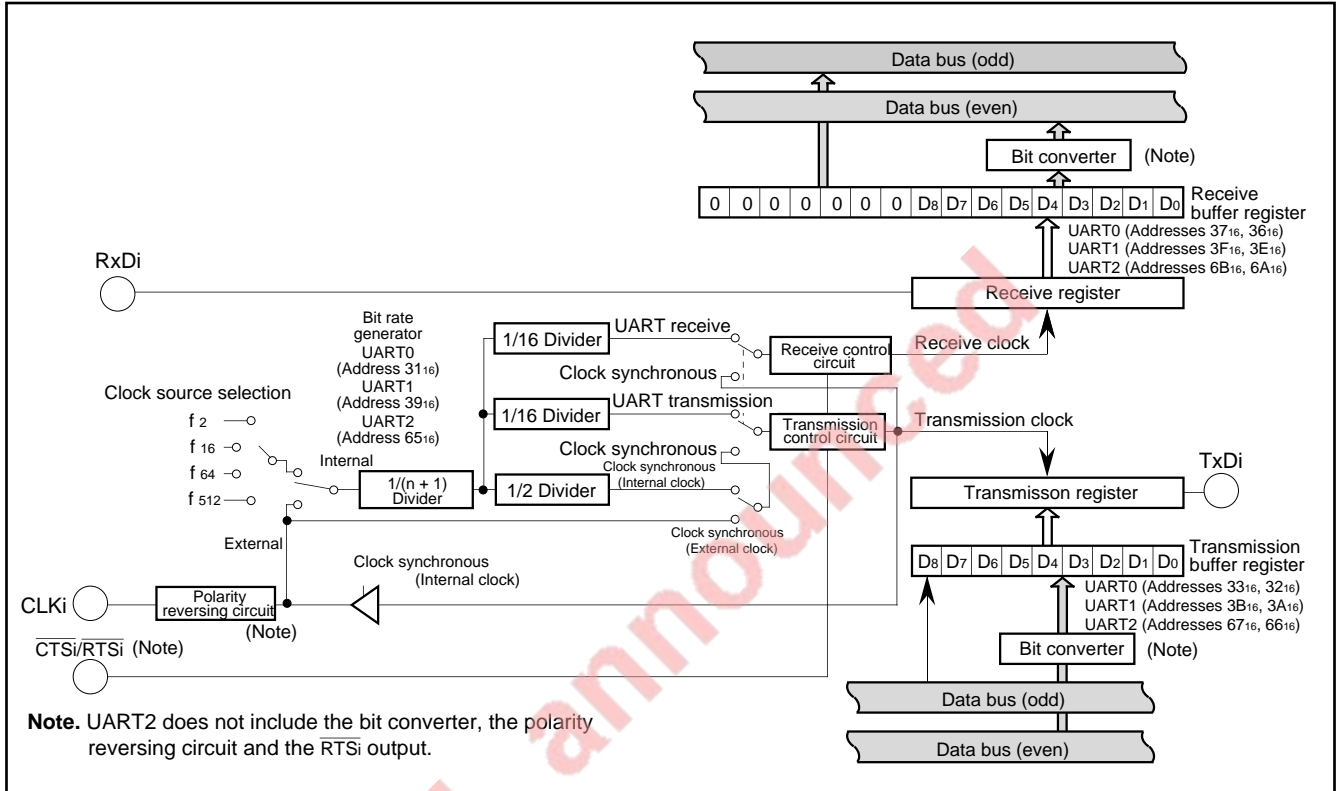 Data bus (odd)
Data bus (even)
Bit converter (Note)
0 0 0 0 0 0 0 D8 D7 D6 D5 D4 D3 D2 D1 D0
Receive
buffer register
UART0 (Addresses 3716, 3616)
UART1 (Addresses 3F16, 3E16)
UART2 (Addresses 6B16, 6A16)
RxDi
Receive register
Bit rate
generator
UART0
(Address 3116)
UART1
(Address 3916)
UART2
(Address 6516)
1/16 Divider
UART receive
Receive control
circuit
Receive clock
Clock synchronous
Clock source selection
f 2
f 16
f 64
f 512
Internal
External
1/(n + 1)
Divider
1/16 Divider
UART transmission
Transmission
control circuit
Transmission clock
Clock synchronous
Clock synchronous
(Internal clock)
1/2 Divider
Clock synchronous
(External clock)
TxDi
Transmisson register
D8 D7 D6 D5 D4 D3 D2 D1 D0
Transmission
buffer register
UART0 (Addresses 3316, 3216)
UART1 (Addresses 3B16, 3A16)
UART2 (Addresses 6716, 6616)
Bit converter (Note)
Data bus (odd)
Data bus (even)
Clock synchronous
(Internal clock)
CLKi
Polarity
reversing circuit
(Note)
CTSi/RTSi (Note)
Note. UART2 does not include the bit converter, the polarity
reversing circuit and the RTSi output.
announced